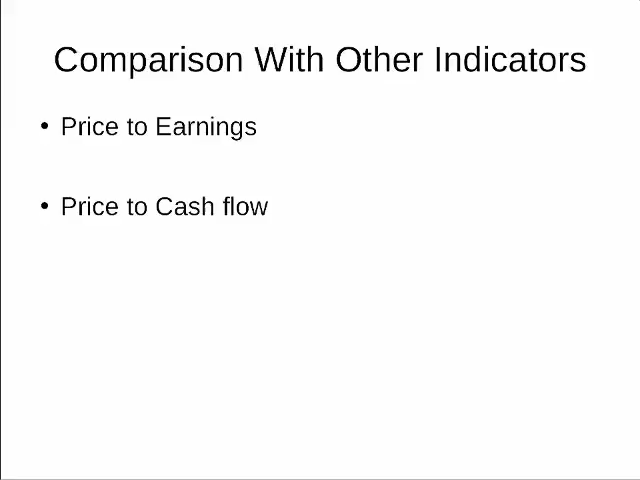 Comparison With Other Indicators
• Price to Earnings
• Price to Cash flow